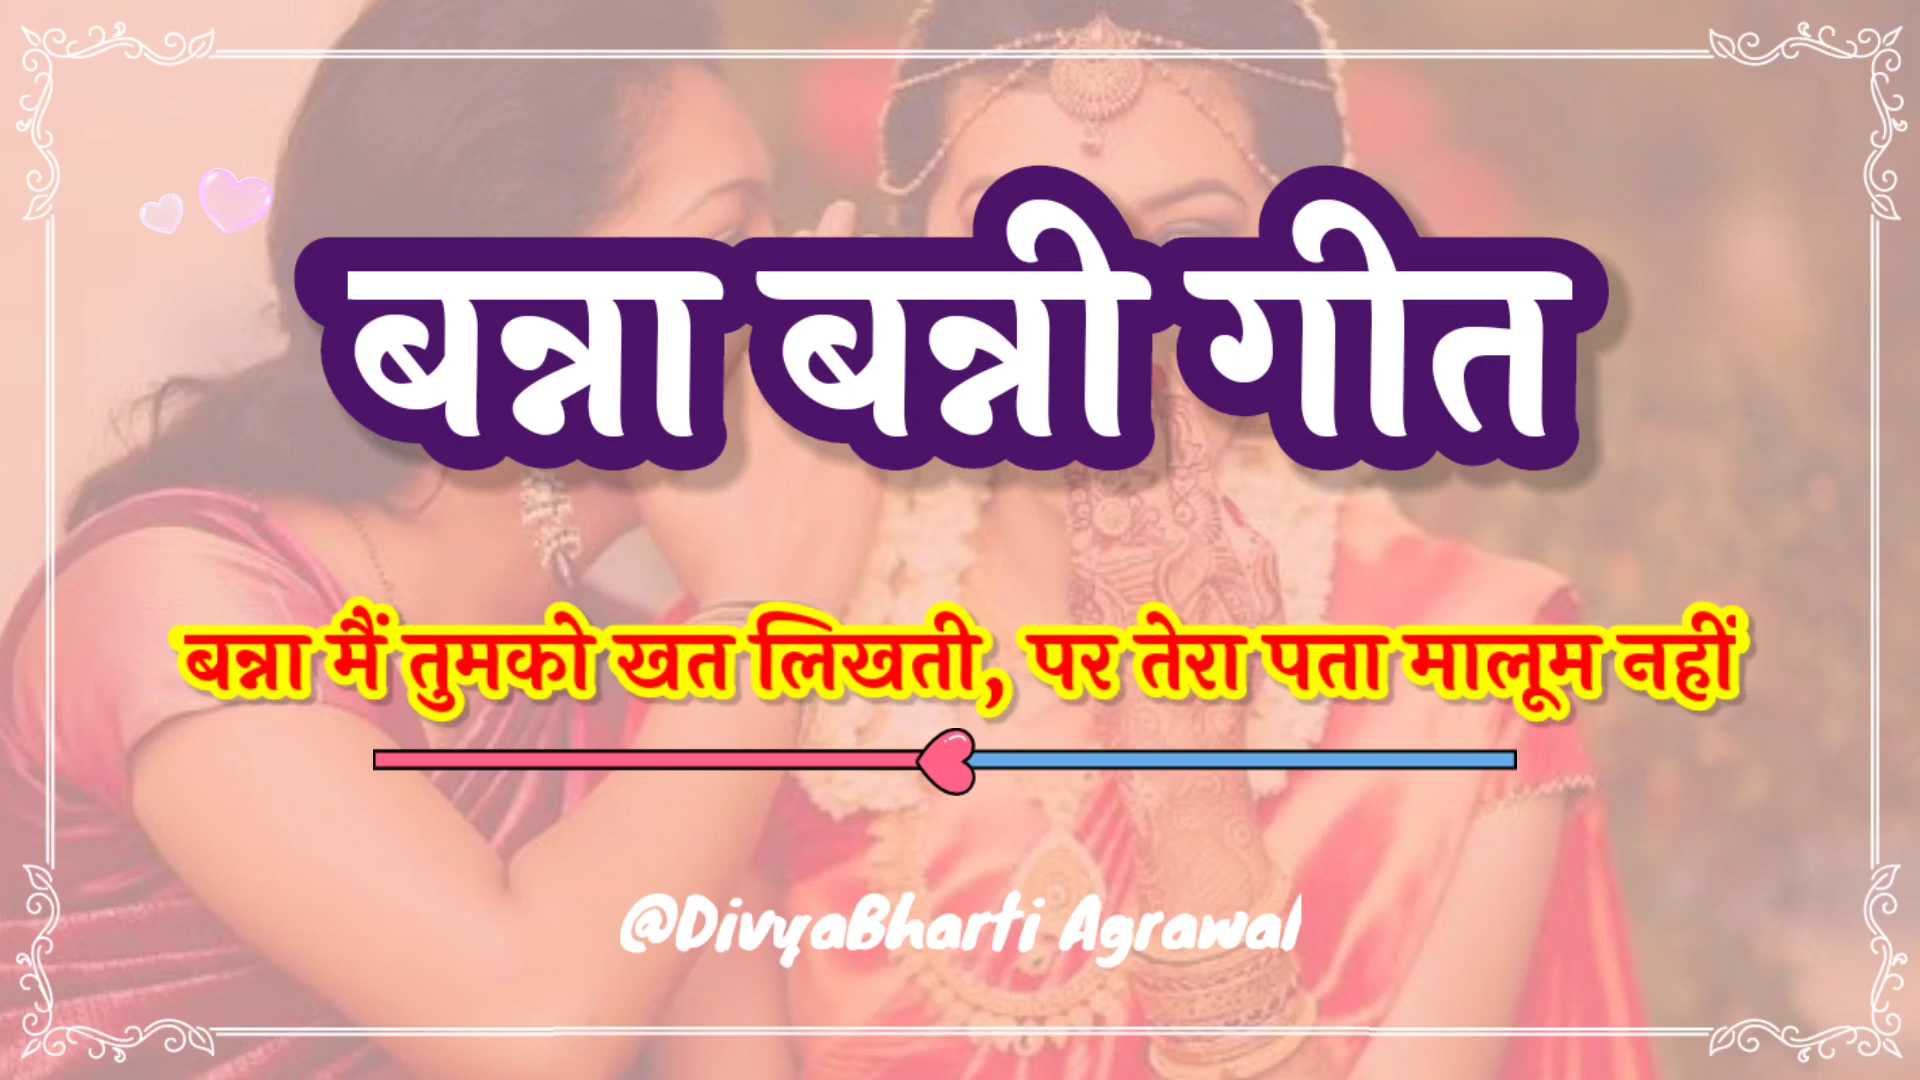 बन्ना बन्नी गीत
बन्ना मैं तुमको खत लिखती, पर तेरा पता मालूम नहीं
@DivyaBharti Agrawal